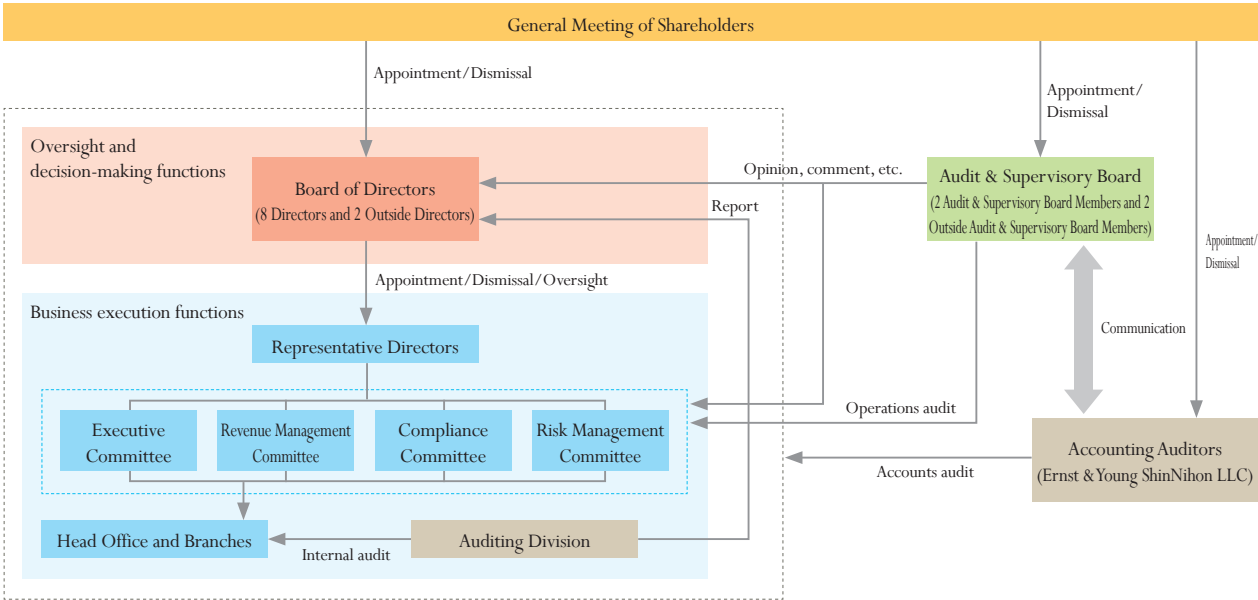 General Meeting of Shareholders
Appointment/Dismissal
Appointment/
Dismissal
Appointment/
Dismissal
Oversight and
decision-making functions
Board of Directors
(8 Directors and 2 Outside Directors)
Opinion, comment, etc.
Report
Audit & Supervisory Board
(2 Audit & Supervisory Board Members and 2
Outside Audit & Supervisory Board Members)
Appointment/Dismissal/Oversight
Business execution functions
Representative Directors
Communication
Executive
Committee
Revenue Management
Committee
Compliance
Committee
Risk Management
Committee
Operations audit
Accounts audit
Accounting Auditors
(Ernst & Young ShinNihon LLC)
Head Office and Branches
Internal audit
Auditing Division